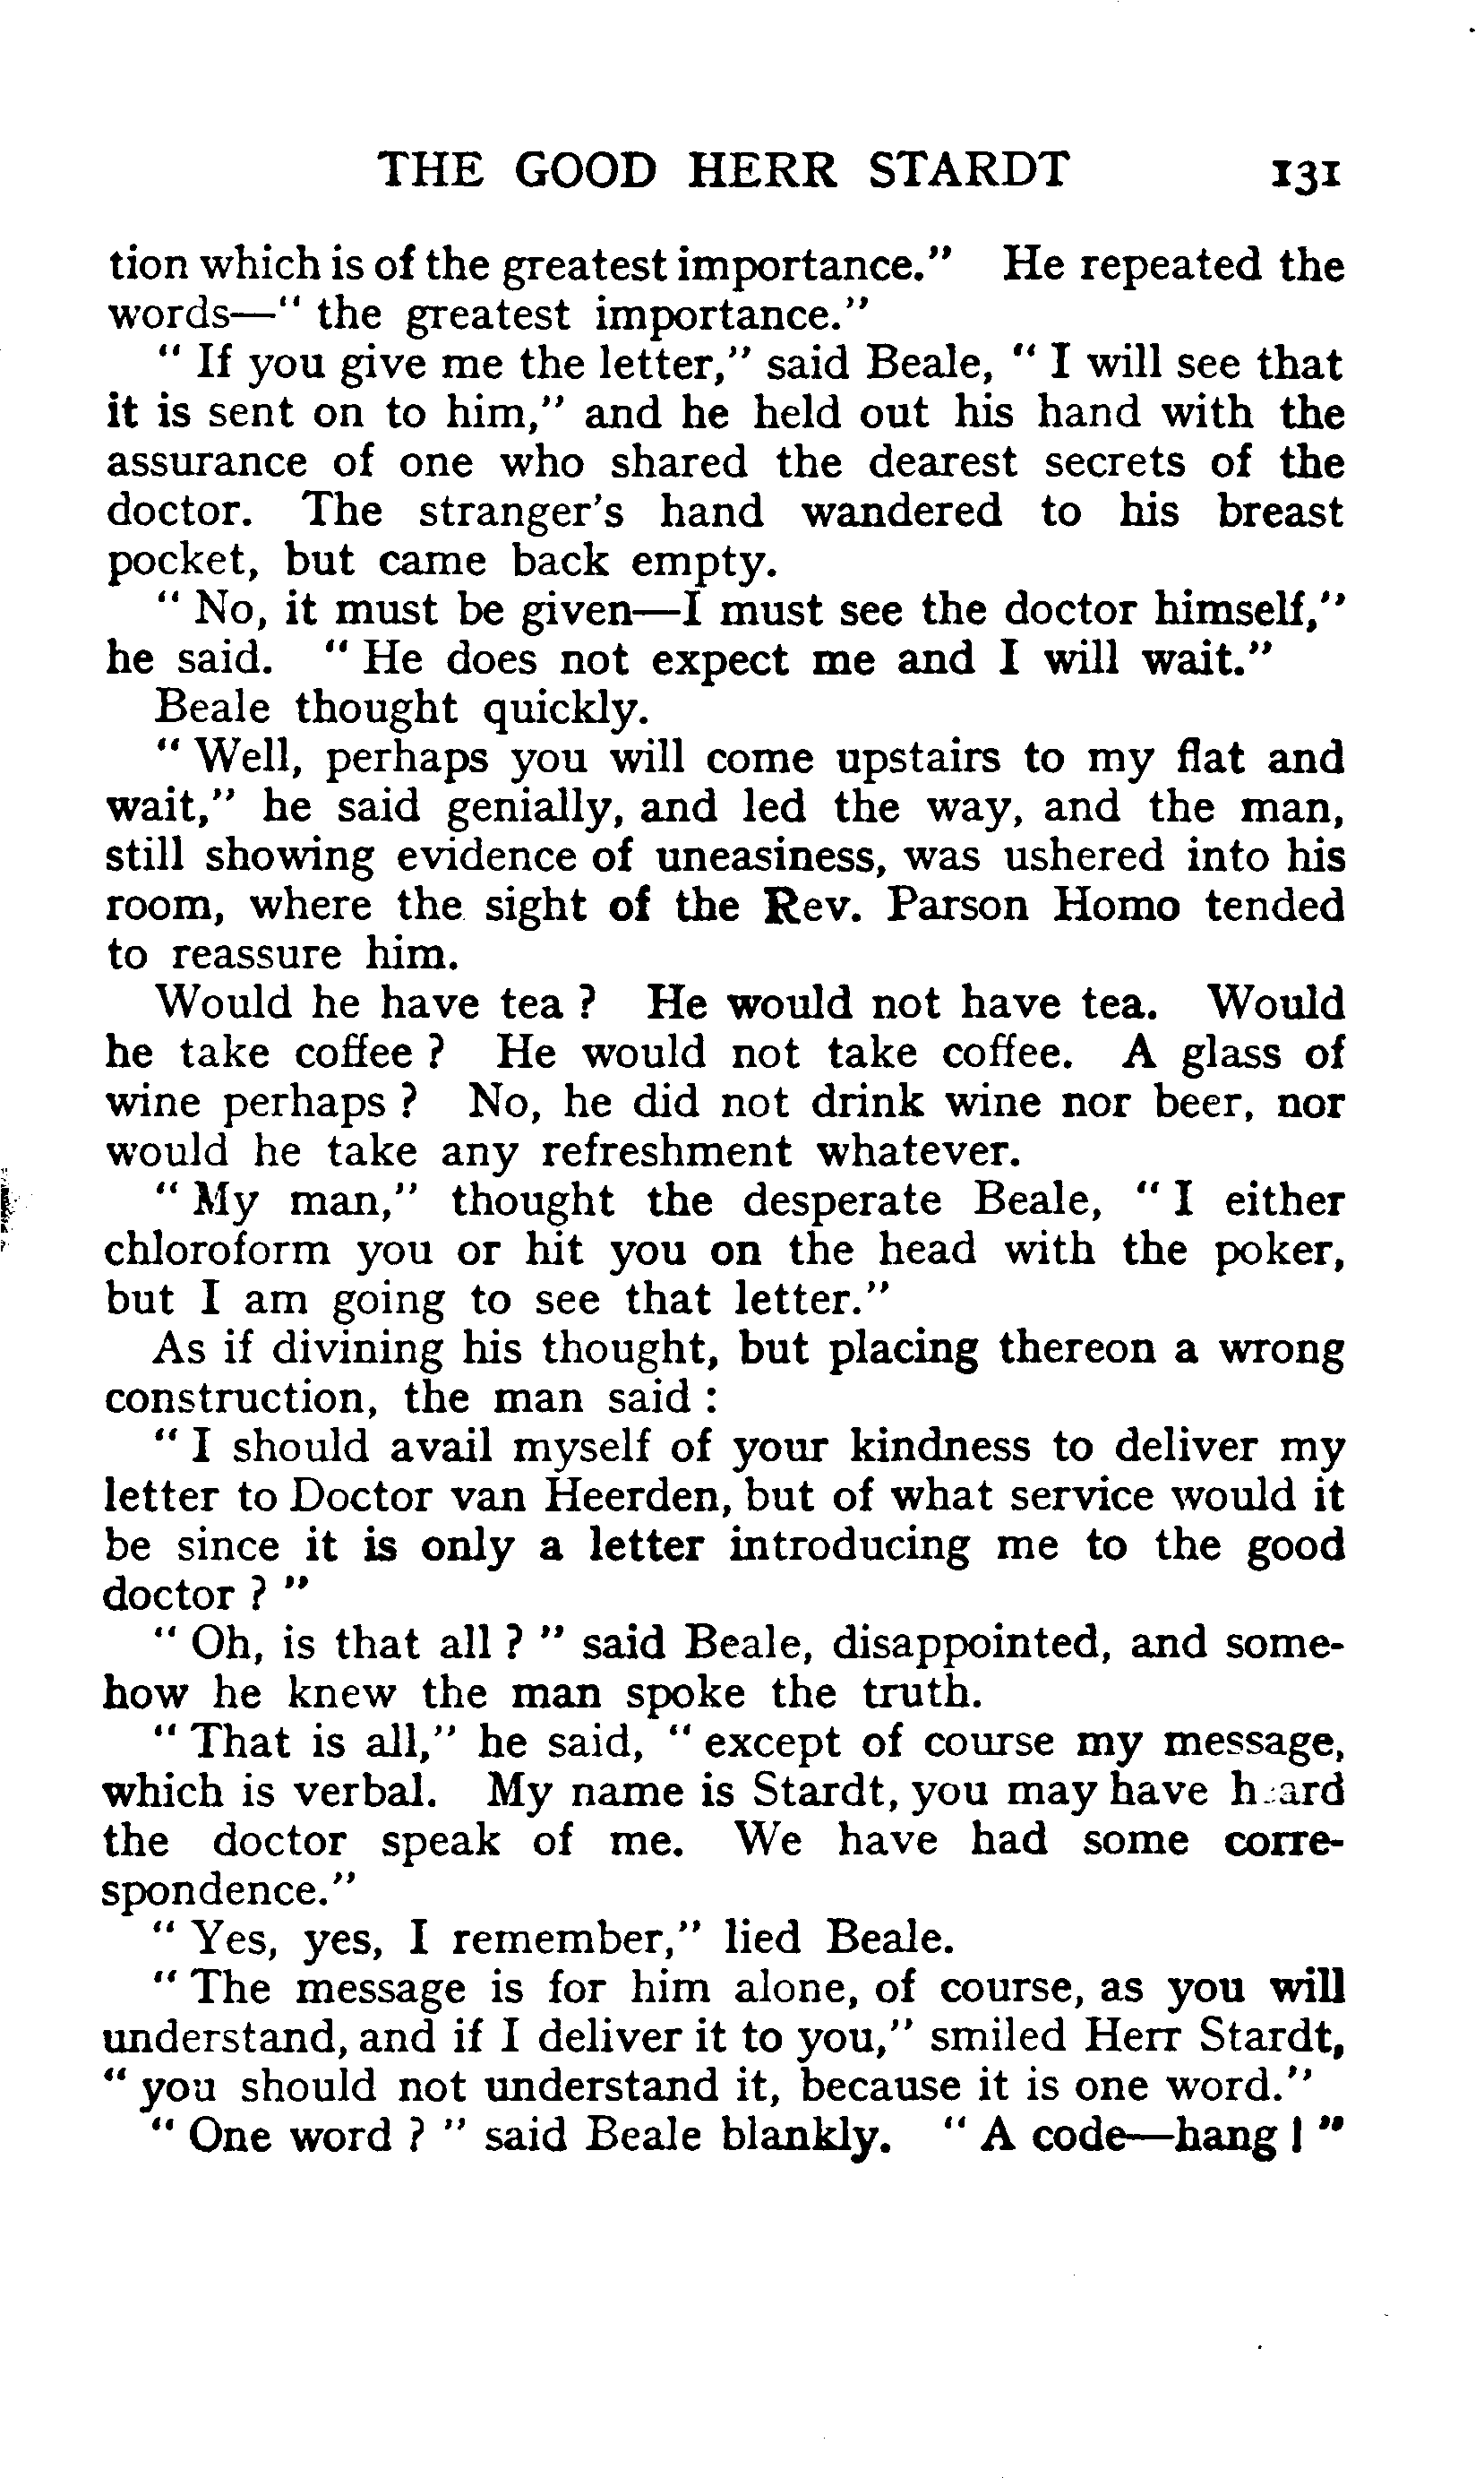 THE GOOD HERR STARDT 131
tion which is of the greatest importance." He repeated the
words—" the greatest importance."
" If you give me the letter," said Beale, " I will see that
it is sent on to him," and he held out his hand with the
assurance of one who shared the dearest secrets of the
doctor. The stranger's hand wandered to his breast
pocket, but came back empty.
" No, it must be given—I must see the doctor himself,"
he said. " He does not expect me and I will wait."
Beale thought quickly.
" Well, perhaps you will come upstairs to my flat and
wait," he said genially, and led the way, and the man,
still showing evidence of uneasiness, was ushered into his
room, where the sight of the Rev. Parson Homo tended
to reassure him.
Would he have tea ? He would not have tea. Would
he take coffee ? He would not take coffee. A glass of
wine perhaps ? No, he did not drink wine nor beer, nor
would he take any refreshment whatever.
" My man," thought the desperate Beale, " I either
chloroform you or hit you on the head with the poker,
but I am going to see that letter."
As if divining his thought, but placing thereon a wrong
construction, the man said :
" I should avail myself of your kindness to deliver my
letter to Doctor van Heerden, but of what service would it
be since it is only a letter introducing me to the good
doctor ? "
" Oh, is that all ? " said Beale, disappointed, and some-
how he knew the man spoke the truth.
" That is all," he said, " except of course my message,
which is verbal. My name is Stardt, you may have heard
the doctor speak of me. We have had some corre-
spondence."
" Yes, yes, I remember," lied Beale.
" The message is for him alone, of course, as you will
understand, and if I deliver it to you," smiled Herr Stardt,
" you should not understand it, because it is one word."
" One word ? " said Beale blankly. " A code—hang ! "